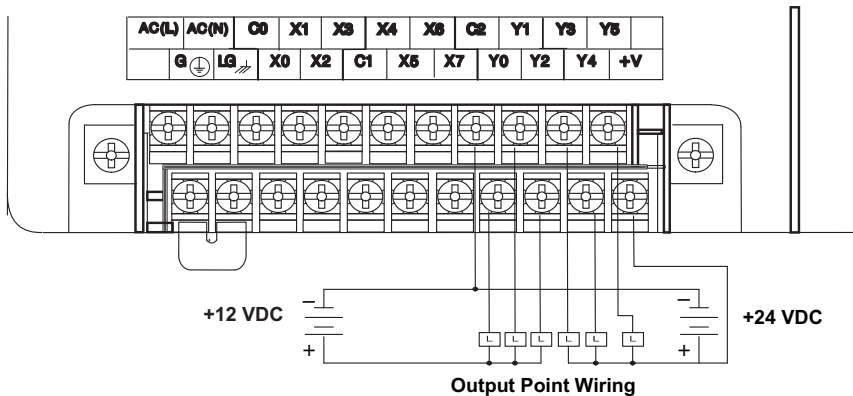 AC(L) AC(N) C0 X1 X3 X4 X6 C2 Y1 Y3 Y5
G LG X0 X2 C1 X5 X7 Y0 Y2 Y4 +V
+12 VDC
− +
− +
+24 VDC
L L L L L L
Output Point Wiring